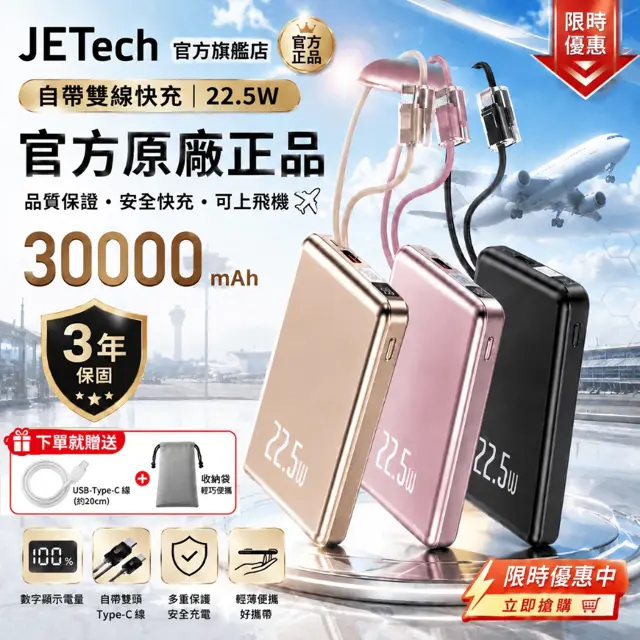 JETech 官方旗艦店
官方
正品
限時
優惠
自帶雙線快充｜22.5W
官方原廠正品
品質保證・安全快充・可上飛機
30000mAh
3年
保固
22.5W
22.5W
22.5W
下單就贈送
USB-Type-C 線
(約20cm)
收納袋
輕巧便攜
100%
數字顯示電量
自帶雙頭
Type-C 線
多重保護
安全充電
輕薄便攜
好攜帶
限時優惠中
立即搶購